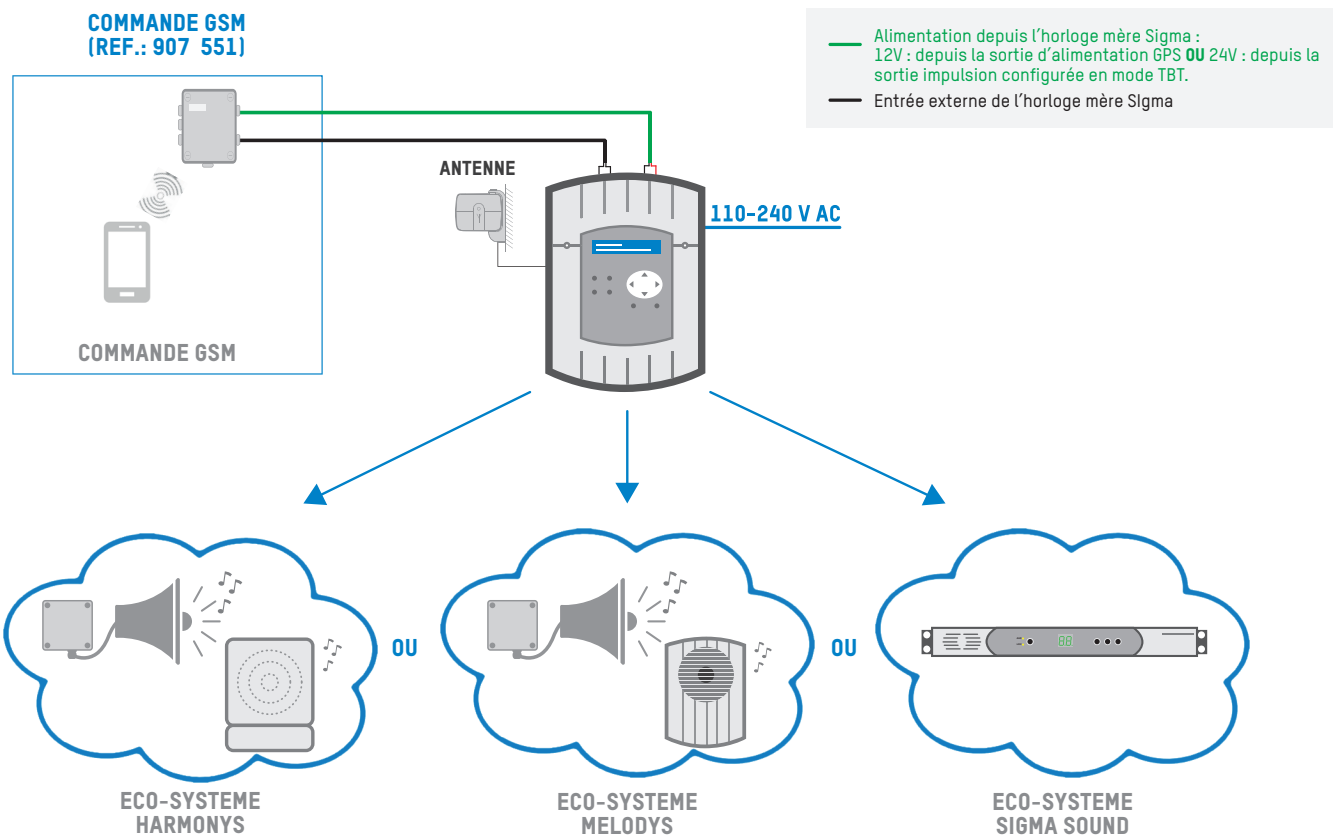 COMMANDE GSM
(REF.: 907 551)
Alimentation depuis l'horloge mère Sigma :
12V : depuis la sortie d'alimentation GPS OU 24V : depuis la
sortie impulsion configurée en mode TBT.
Entrée externe de l'horloge mère SIgma
ANTENNE
110-240 V AC
COMMANDE GSM
OU
OU
88
ECO-SYSTEME
HARMONYS
ECO-SYSTEME
MELODYS
ECO-SYSTEME
SIGMA SOUND